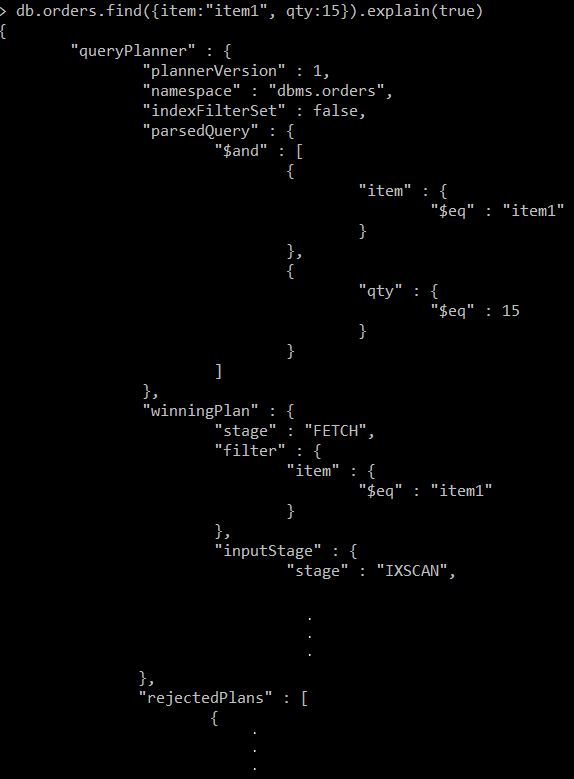 > db.orders.find({item:"item1", qty:15}).explain(true)
{
        "queryPlanner" : {
                "plannerVersion" : 1,
                "namespace" : "dbms.orders",
                "indexFilterSet" : false,
                "parsedQuery" : {
                        "$and" : [
                                {
                                        "item" : {
                                                "$eq" : "item1"
                                        }
                                },
                                {
                                        "qty" : {
                                                "$eq" : 15
                                        }
                                }
                        ]
                },
                "winningPlan" : {
                        "stage" : "FETCH",
                        "filter" : {
                                "item" : {
                                        "$eq" : "item1"
                                }
                        },
                        "inputStage" : {
                                "stage" : "IXSCAN",
                                  .
                                  .
                                  .
                },
                "rejectedPlans" : [
                        {
                            .
                            .
                            .